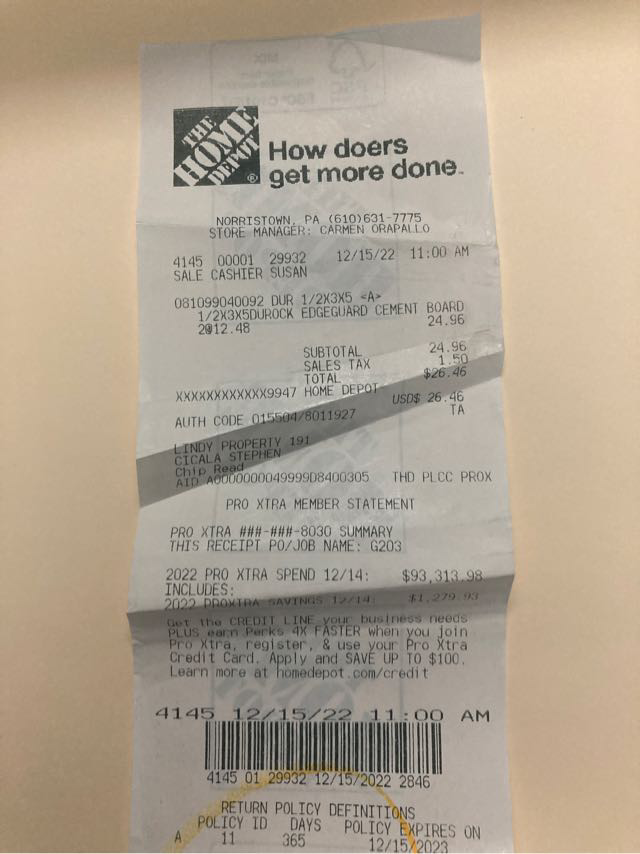 THE HOME DEPOT ®
How doers
get more done™
NORRISTOWN, PA (610)631-7775
STORE MANAGER: CARMEN ORAPALLO
4145 00001 29932 12/15/22 11:00 AM
SALE CASHIER SUSAN
081099040092 DUR 1/2X3X5 <A>
1/2X3X5DUROCK EDGEGUARD CEMENT BOARD
2@12.48 24.96
SUBTOTAL 24.96
SALES TAX 1.50
TOTAL $26.46
XXXXXXXXXXXX9947 HOME DEPOT
USD$ 26.46
AUTH CODE 015504/8011927 TA
LINDY PROPERTY 191
CICALA STEPHEN
Chip Read
AID A0000000049999D8400305 THD PLCC PROX
PRO XTRA MEMBER STATEMENT
PRO XTRA ###-###-8030 SUMMARY
THIS RECEIPT PO/JOB NAME: G203
2022 PRO XTRA SPEND 12/14: $93,313.98
INCLUDES:
2022 PROXTRA SAVINGS 12/14: $1,279.93
Get the CREDIT LINE your business needs
PLUS earn Perks 4X FASTER when you join
Pro Xtra, register, & use your Pro Xtra
Credit Card. Apply and SAVE UP TO $100.
Learn more at homedepot.com/credit
4145 12/15/22 11:00 AM
4145 01 29932 12/15/2022 2846
RETURN POLICY DEFINITIONS
POLICY ID DAYS POLICY EXPIRES ON
A 11 365 12/15/2023